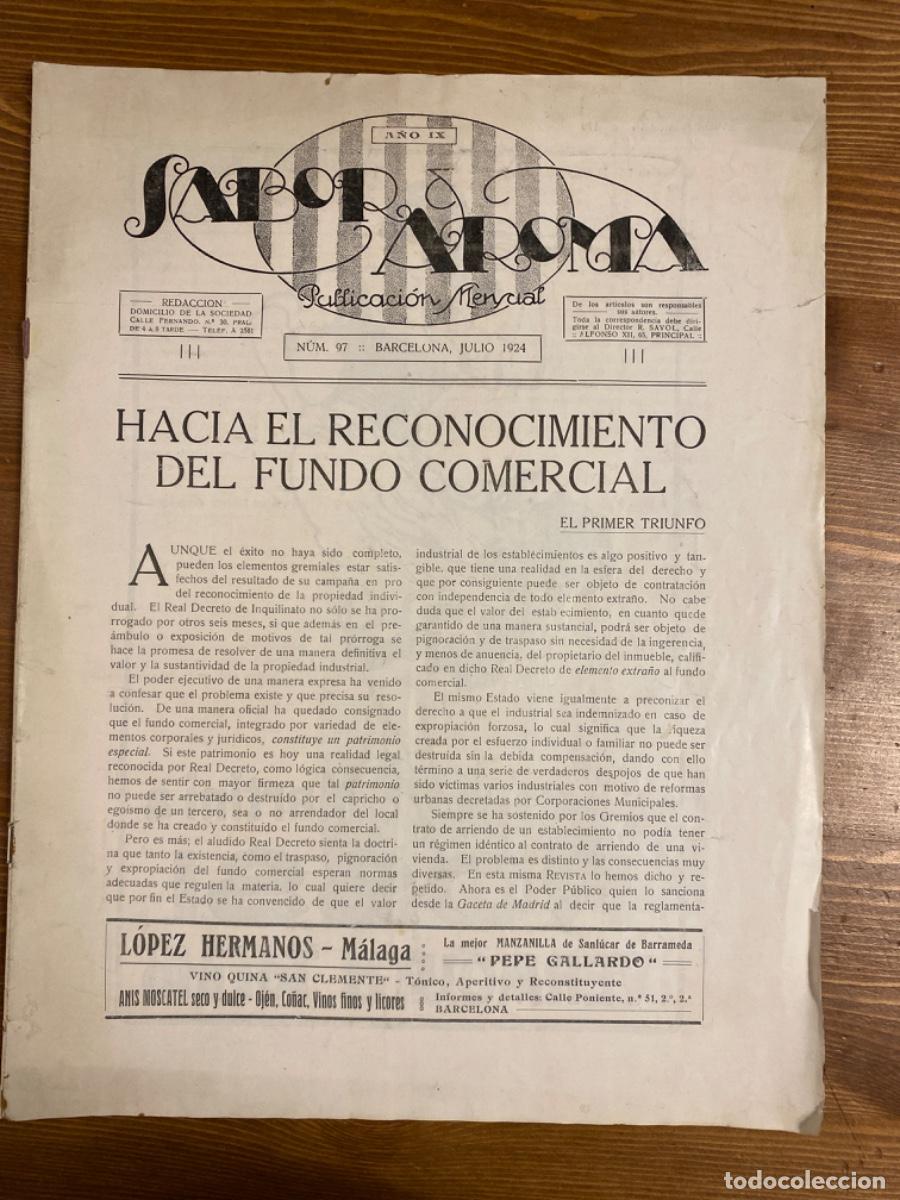 AÑO IX
SABOR Y AROMA
Publicación Mensual
REDACCION
DOMICILIO DE LA SOCIEDAD
CALLE FERNANDO, N.º 30, PRAL.
DE 4 A 8 TARDE — TELEF. A 2581
De los artículos son responsables
sus autores.
Toda la correspondencia debe diri-
girse al Director R. SAVOL, Calle
:: ALFONSO XII, 65, PRINCIPAL ::
NÚM. 97 :: BARCELONA, JULIO 1924
HACIA EL RECONOCIMIENTO
DEL FUNDO COMERCIAL
EL PRIMER TRIUNFO
AUNQUE el éxito no haya sido completo,
pueden los elementos gremiales estar satis-
fechos del resultado de su campaña en pro
del reconocimiento de la propiedad indivi-
dual. El Real Decreto de Inquilinato no sólo se ha pro-
rrogado por otros seis meses, si que además en el pre-
ámbulo o exposición de motivos de tal prórroga se
hace la promesa de resolver de una manera definitiva el
valor y la sustantividad de la propiedad industrial.
El poder ejecutivo de una manera expresa ha venido
a confesar que el problema existe y que precisa su reso-
lución. De una manera oficial ha quedado consignado
que el fundo comercial, integrado por variedad de ele-
mentos corporales y jurídicos, constituye un patrimonio
especial. Si este patrimonio es hoy una realidad legal
reconocida por Real Decreto, como lógica consecuencia,
hemos de sentir con mayor firmeza que tal patrimonio
no puede ser arrebatado o destruído por el capricho o
egoísmo de un tercero, sea o no arrendador del local
donde se ha creado y constituído el fundo comercial.
Pero es más; el aludido Real Decreto sienta la doctri-
na que tanto la existencia, como el traspaso, pignoración
y expropiación del fundo comercial esperan normas
adecuadas que regulen la materia, lo cual quiere decir
que por fin el Estado se ha convencido de que el valor
industrial de los establecimientos es algo positivo y tan-
gible, que tiene una realidad en la esfera del derecho y
que por consiguiente puede ser objeto de contratación
con independencia de todo elemento extraño. No cabe
duda que el valor del estab ecimiento, en cuanto quede
garantido de una manera sustancial, podrá ser objeto de
pignoración y de traspaso sin necesidad de la ingerencia,
y menos de anuencia, del propietario del inmueble, califi-
cado en dicho Real Decreto de elemento extraño al fundo
comercial.
El mismo Estado viene igualmente a preconizar el
derecho a que el industrial sea indemnizado en caso de
expropiación forzosa, lo cual significa que la riqueza
creada por el esfuerzo individual o familiar no puede ser
destruída sin la debida compensación, dando con ello
término a una serie de verdaderos despojos de que han
sido víctimas varios industriales con motivo de reformas
urbanas decretadas por Corporaciones Municipales.
Siempre se ha sostenido por los Gremios que el con-
trato de arriendo de un establecimiento no podía tener
un régimen idéntico al contrato de arriendo de una vi-
vienda. El problema es distinto y las consecuencias muy
diversas. En esta misma REVISTA lo hemos dicho y re-
petido. Ahora es el Poder Público quien lo sanciona
desde la Gaceta de Madrid al decir que la reglamenta-
LÓPEZ HERMANOS – Málaga
La mejor MANZANILLA de Sanlúcar de Barrameda
"PEPE GALLARDO"
VINO QUINA "SAN CLEMENTE" - Tónico, Aperitivo y Reconstituyente
ANIS MOSCATEL seco y dulce - Ojén, Coñac, Vinos finos y licores
Informes y detalles: Calle Poniente, n.º 51, 2.º, 2.ª
BARCELONA
todocoleccion